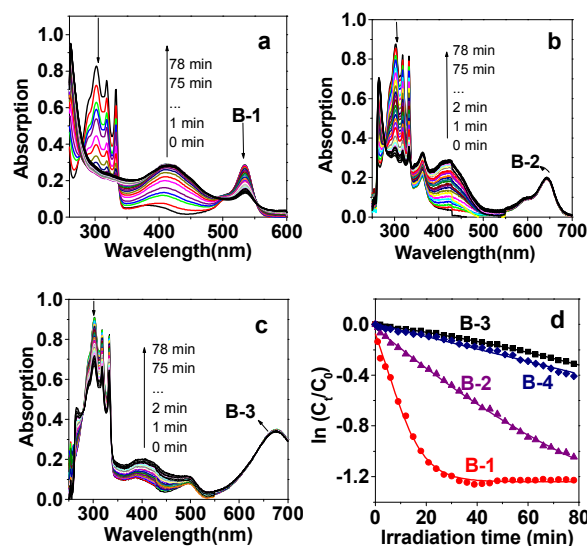 a
78 min
75 min
...
1 min
0 min
B-1
Absorption
1.0
0.8
0.6
0.4
0.2
0.0
300 400 500 600
Wavelength(nm)
b
78 min
75 min
...
2 min
1 min
0 min
B-2
Absorption
1.0
0.8
0.6
0.4
0.2
0.0
300 400 500 600 700
Wavelength(nm)
c
78 min
75 min
...
2 min
1 min
0 min
B-3
Absorption
1.0
0.8
0.6
0.4
0.2
0.0
300 400 500 600 700
Wavelength(nm)
d
B-3
B-4
B-2
B-1
ln (Ct/C0)
0.0
-0.4
-0.8
-1.2
0 20 40 60 80
Irradiation time (min)